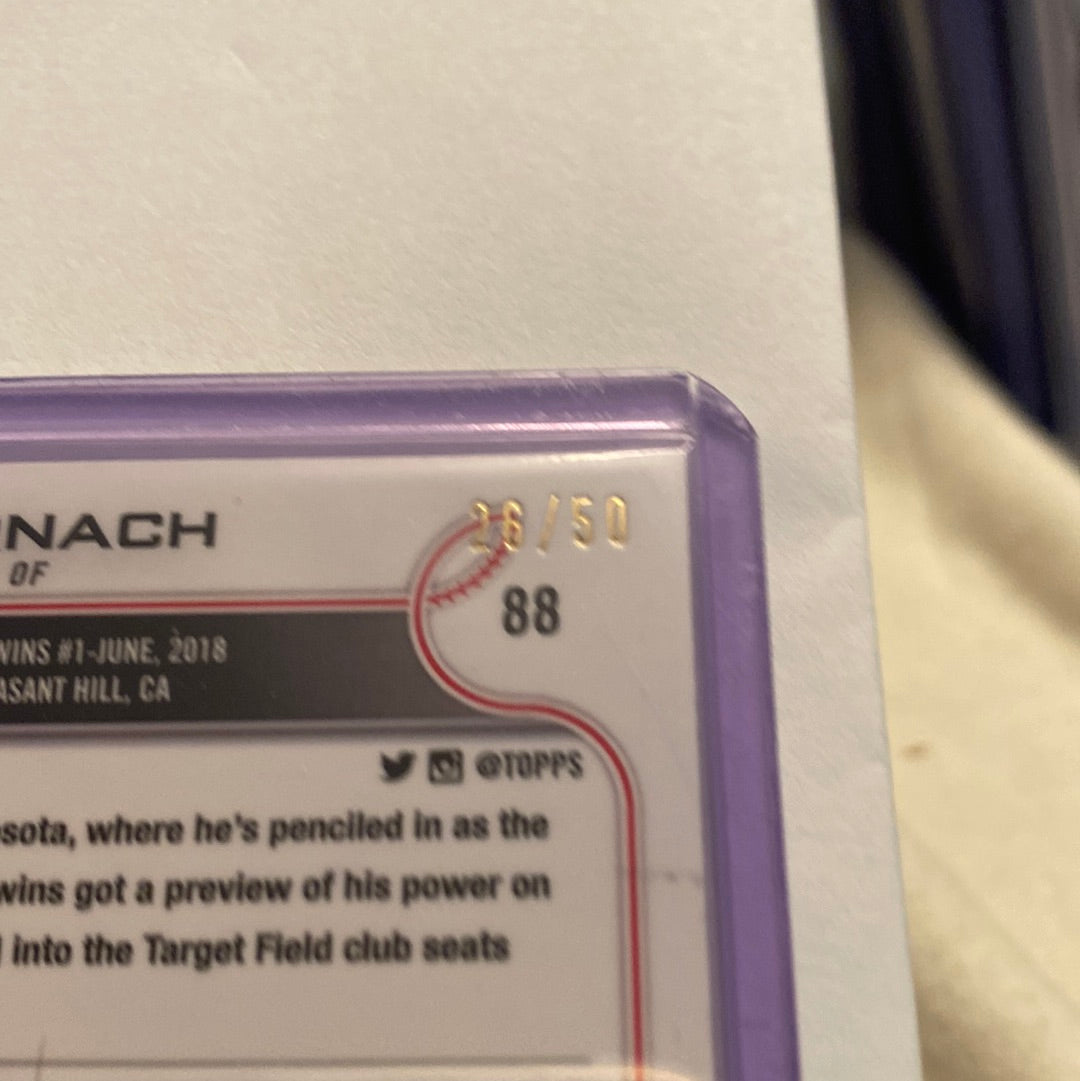 NACH
/50
OF
88
WINS #1-JUNE, 2018
ASANT HILL, CA
@TOPPS
sota, where he's penciled in as the
wins got a preview of his power on
into the Target Field club seats